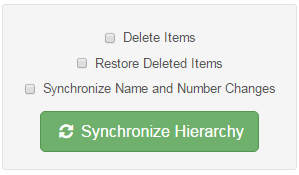 Delete Items
Restore Deleted Items
Synchronize Name and Number Changes
Synchronize Hierarchy